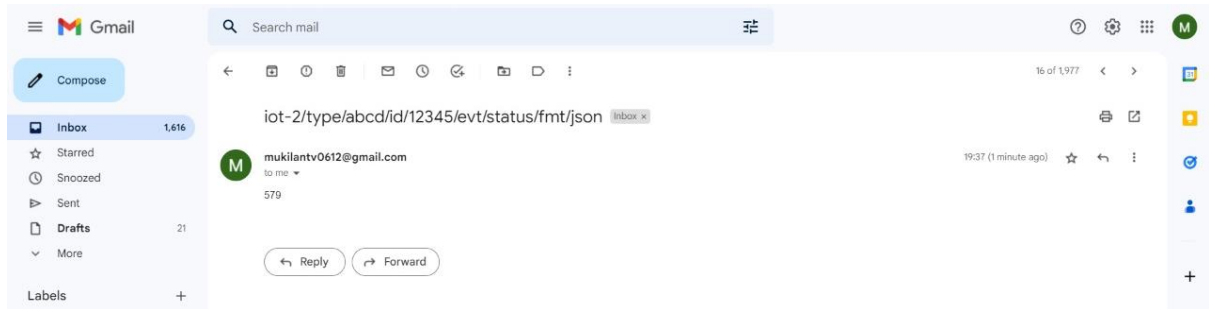 Gmail
Search mail
M
Compose
16 of 1,977
31
iot-2/type/abcd/id/12345/evt/status/fmt/json Inbox ×
Inbox 1,616
Starred
M
mukilantv0612@gmail.com 19:37 (1 minute ago)
to me
Snoozed
579
Sent
Drafts 21
More
Reply Forward
Labels +